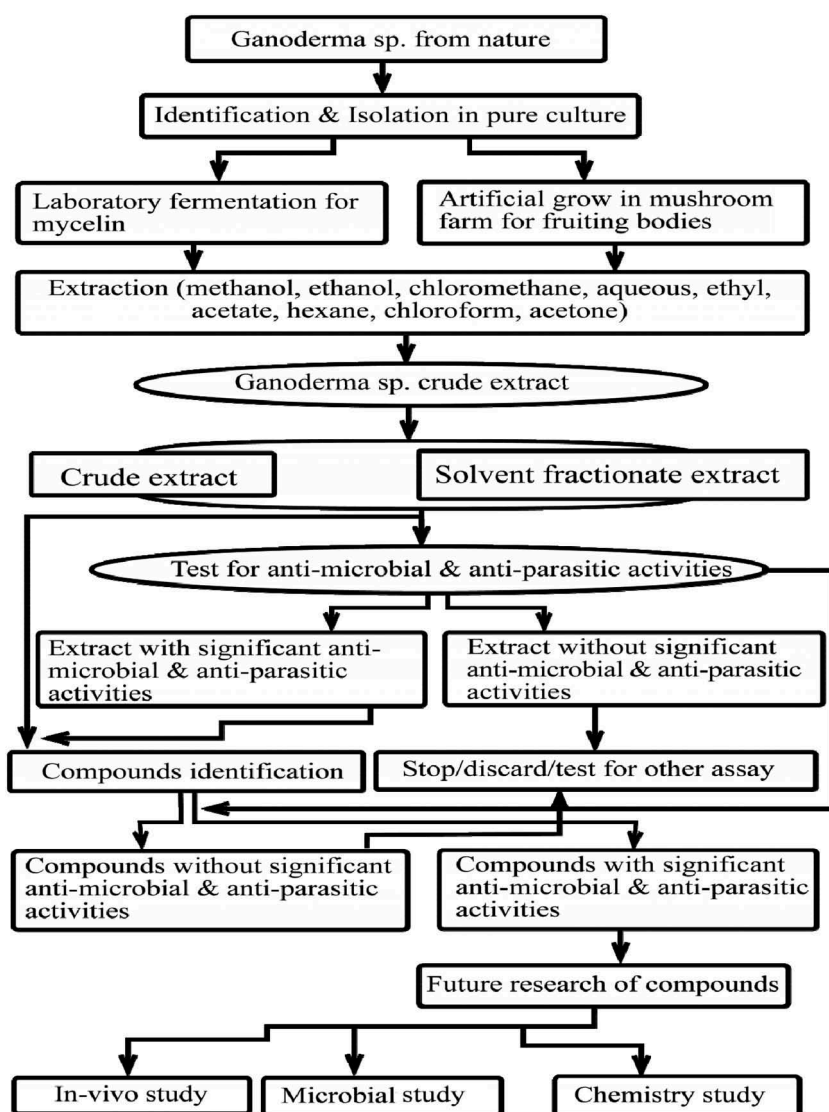 Ganoderma sp. from nature
Identification & Isolation in pure culture
Laboratory fermentation for
mycelin
Artificial grow in mushroom
farm for fruiting bodies
Extraction (methanol, ethanol, chloromethane, aqueous, ethyl,
acetate, hexane, chloroform, acetone)
Ganoderma sp. crude extract
Crude extract
Solvent fractionate extract
Test for anti-microbial & anti-parasitic activities
Extract with significant anti-
microbial & anti-parasitic
activities
Extract without significant
anti-microbial & anti-parasitic
activities
Compounds identification
Stop/discard/test for other assay
Compounds without significant
anti-microbial & anti-parasitic
activities
Compounds with significant
anti-microbial & anti-parasitic
activities
Future research of compounds
In-vivo study
Microbial study
Chemistry study